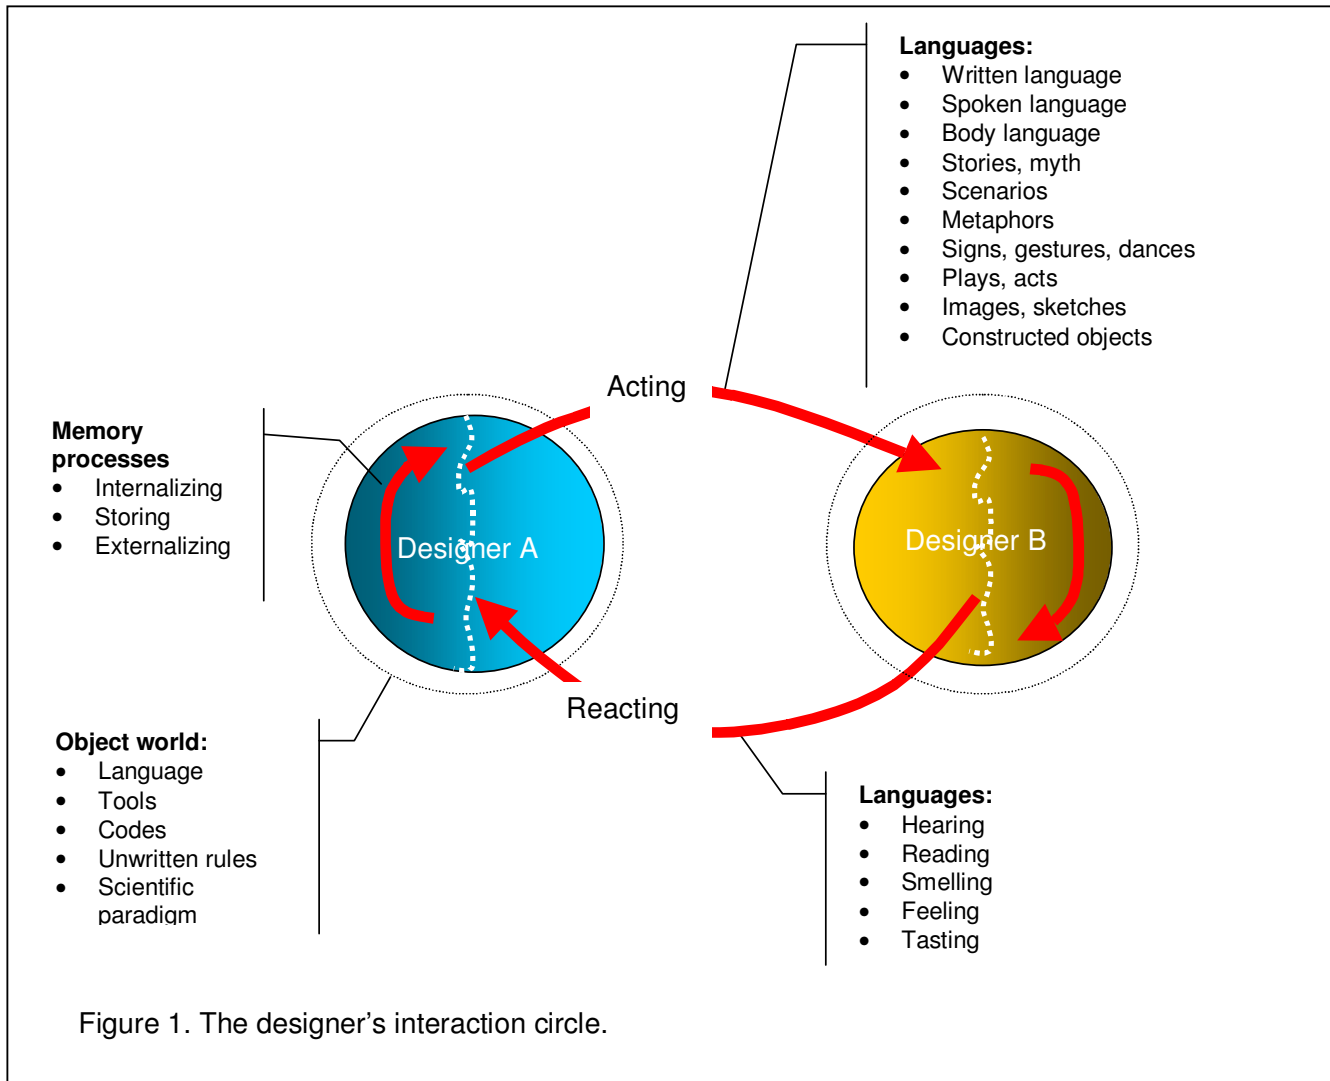 Languages:
• Written language
• Spoken language
• Body language
• Stories, myth
• Scenarios
• Metaphors
• Signs, gestures, dances
• Plays, acts
• Images, sketches
• Constructed objects
Acting
Memory
processes
• Internalizing
• Storing
• Externalizing
Designer A
Designer B
Reacting
Object world:
• Language
• Tools
• Codes
• Unwritten rules
• Scientific
paradigm
Languages:
• Hearing
• Reading
• Smelling
• Feeling
• Tasting
Figure 1. The designer's interaction circle.